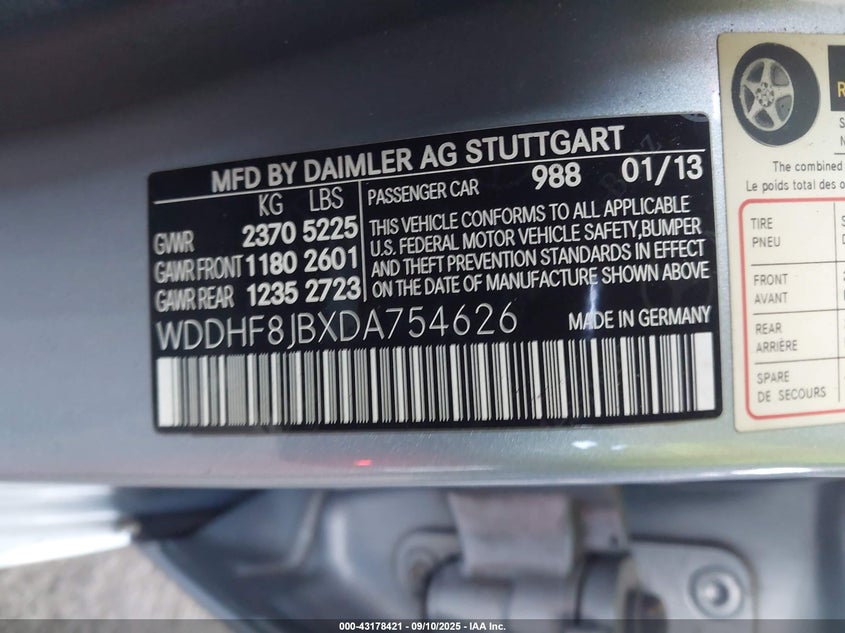 MFD BY DAIMLER AG STUTTGART
KG LBS
GVWR 2370 5225
GAWR FRONT 1180 2601
GAWR REAR 1235 2723
PASSENGER CAR 988 01/13
THIS VEHICLE CONFORMS TO ALL APPLICABLE
U.S. FEDERAL MOTOR VEHICLE SAFETY,BUMPER
AND THEFT PREVENTION STANDARDS IN EFFECT
ON THE DATE OF MANUFACTURE SHOWN ABOVE
WDDHF8JBXDA754626 MADE IN GERMANY
The combined
Le poids total des o
TIRE
PNEU
FRONT
AVANT
REAR
ARRIÈRE
SPARE
DE SECOURS
000-43178421 - 09/10/2025 - IAA Inc.